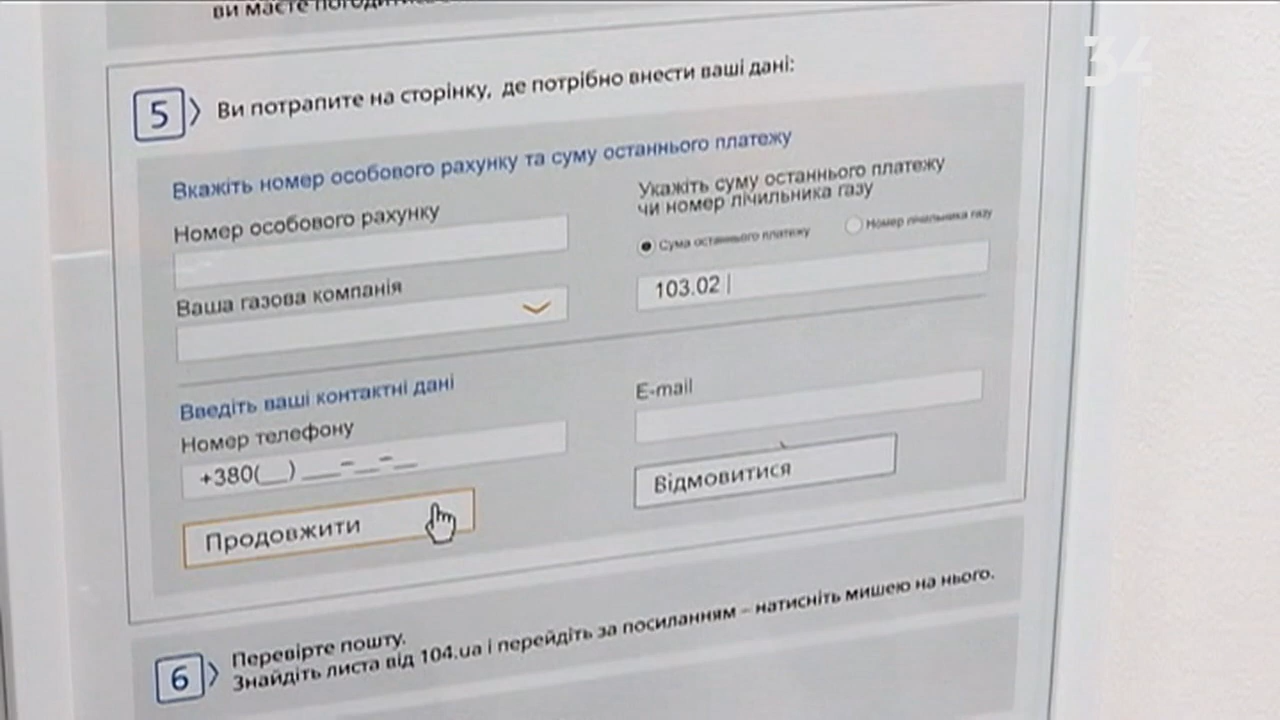 ви маєте
34
5 Ви потрапите на сторінку, де потрібно внести ваші дані:
Вкажіть номер особового рахунку та суму останнього платежу
Номер особового рахунку
Укажіть суму останнього платежу
чи номер лічильника газу
Сума останнього платежу
Номер лічильника газу
103.02
Ваша газова компанія
Введіть ваші контактні дані
Номер телефону
+380(__) ___-__-__
E-mail
Продовжити
Відмовитися
6 Перевірте пошту.
Знайдіть листа від 104.ua і перейдіть за посиланням – натисніть мишею на нього.